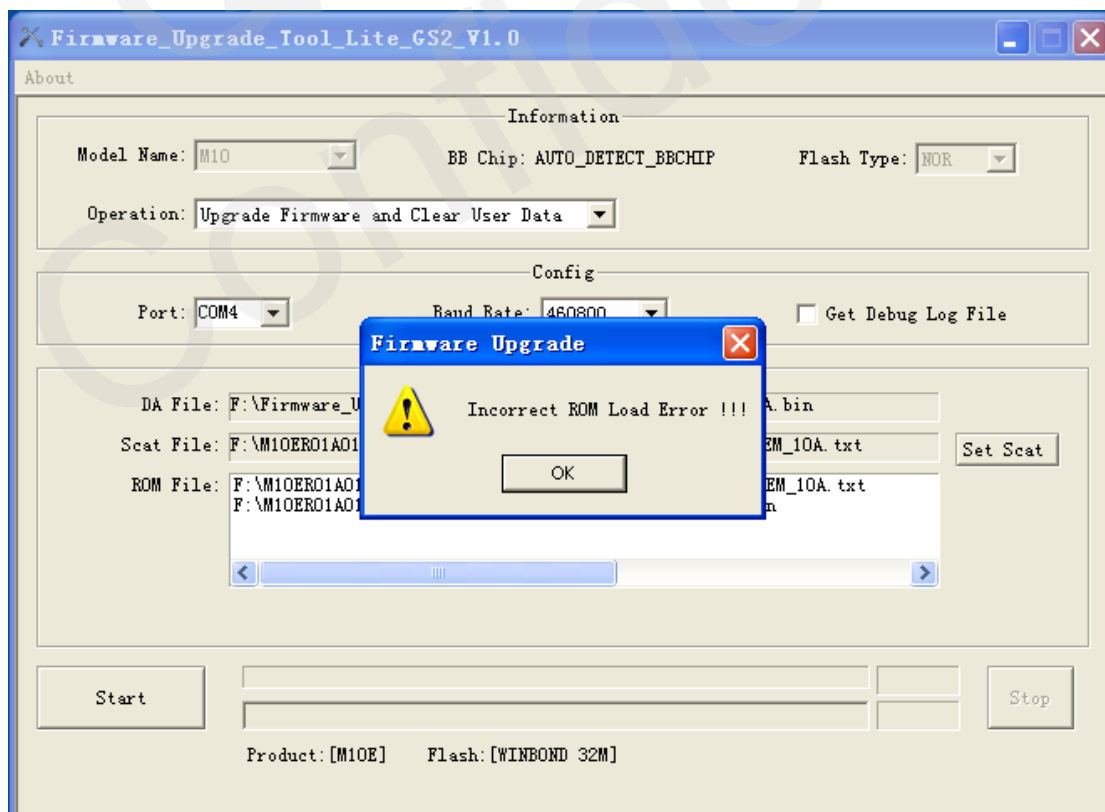 Firmware_Upgrade_Tool_Lite_GS2_V1.0
About
Information
Model Name: M10 BB Chip: AUTO_DETECT_BBCHIP Flash Type: NOR
Operation: Upgrade Firmware and Clear User Data
Config
Port: COM4 Baud Rate: 460800 Get Debug Log File
Firmware Upgrade
Incorrect ROM Load Error !!!
OK
DA File: F:\Firmware_U A.bin
Scat File: F:\M10ER01A01 EM_10A.txt Set Scat
ROM File: F:\M10ER01A01 EM_10A.txt
F:\M10ER01A01 n
Start Stop
Product:[M10E] Flash:[WINBOND 32M]
Confid